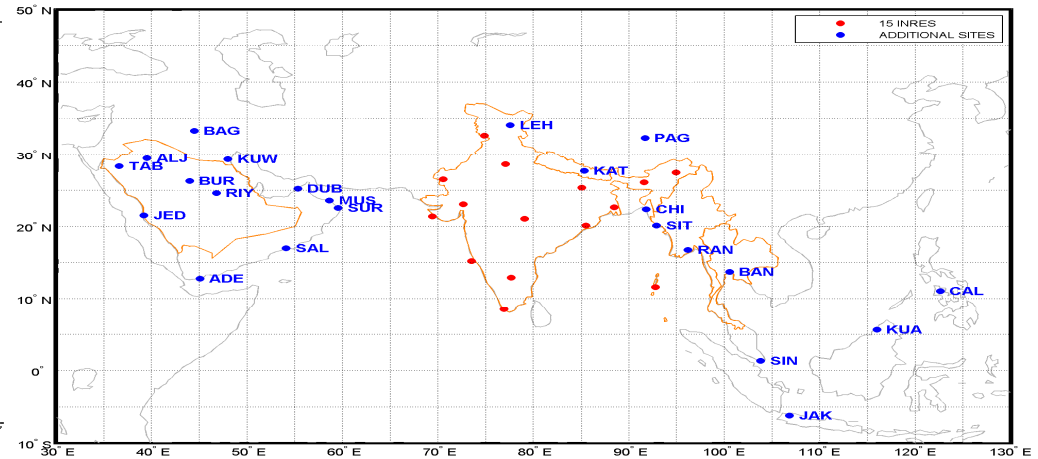 50° N
15 INRES
ADDITIONAL SITES
40° N
BAG
LEH
PAG
30° N
ALJ
KUW
TAB
KAT
BUR
DUB
RIY
MUS
SUR
CHI
JED
20° N
SIT
SAL
RAN
ADE
BAN
10° N
CAL
KUA
0°
SIN
JAK
10° S
30° E 40° E 50° E 60° E 70° E 80° E 90° E 100° E 110° E 120° E 130° E